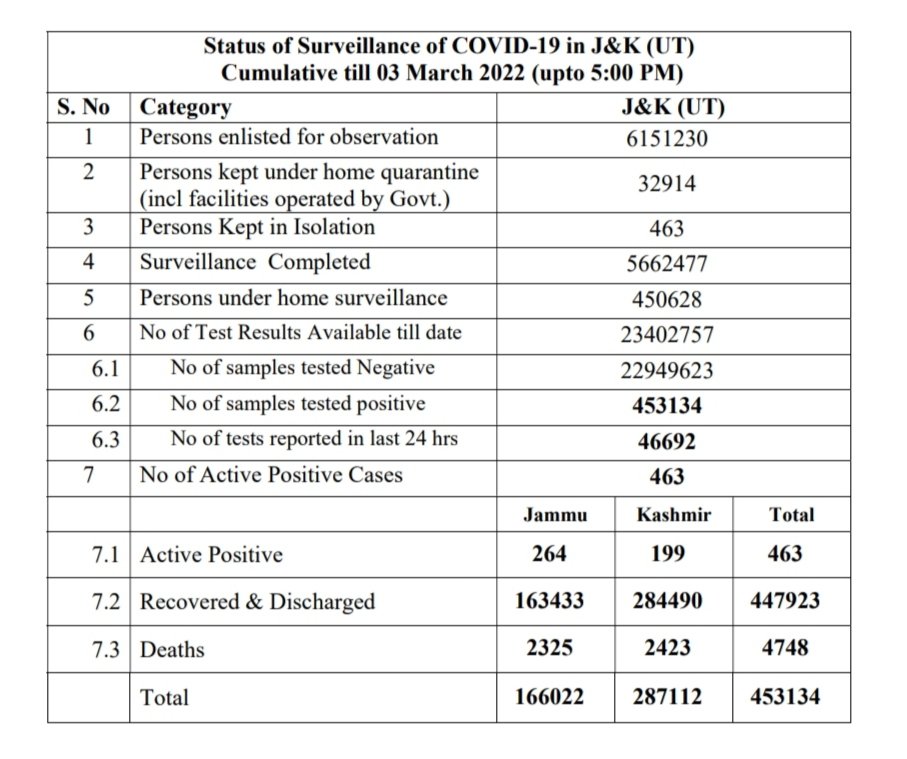 Status of Surveillance of COVID-19 in J&K (UT)
Cumulative till 03 March 2022 (upto 5:00 PM)
S. No Category J&K (UT)
1 Persons enlisted for observation 6151230
2 Persons kept under home quarantine
(incl facilities operated by Govt.) 32914
3 Persons Kept in Isolation 463
4 Surveillance Completed 5662477
5 Persons under home surveillance 450628
6 No of Test Results Available till date 23402757
6.1 No of samples tested Negative 22949623
6.2 No of samples tested positive 453134
6.3 No of tests reported in last 24 hrs 46692
7 No of Active Positive Cases 463
Jammu Kashmir Total
7.1 Active Positive 264 199 463
7.2 Recovered & Discharged 163433 284490 447923
7.3 Deaths 2325 2423 4748
Total 166022 287112 453134